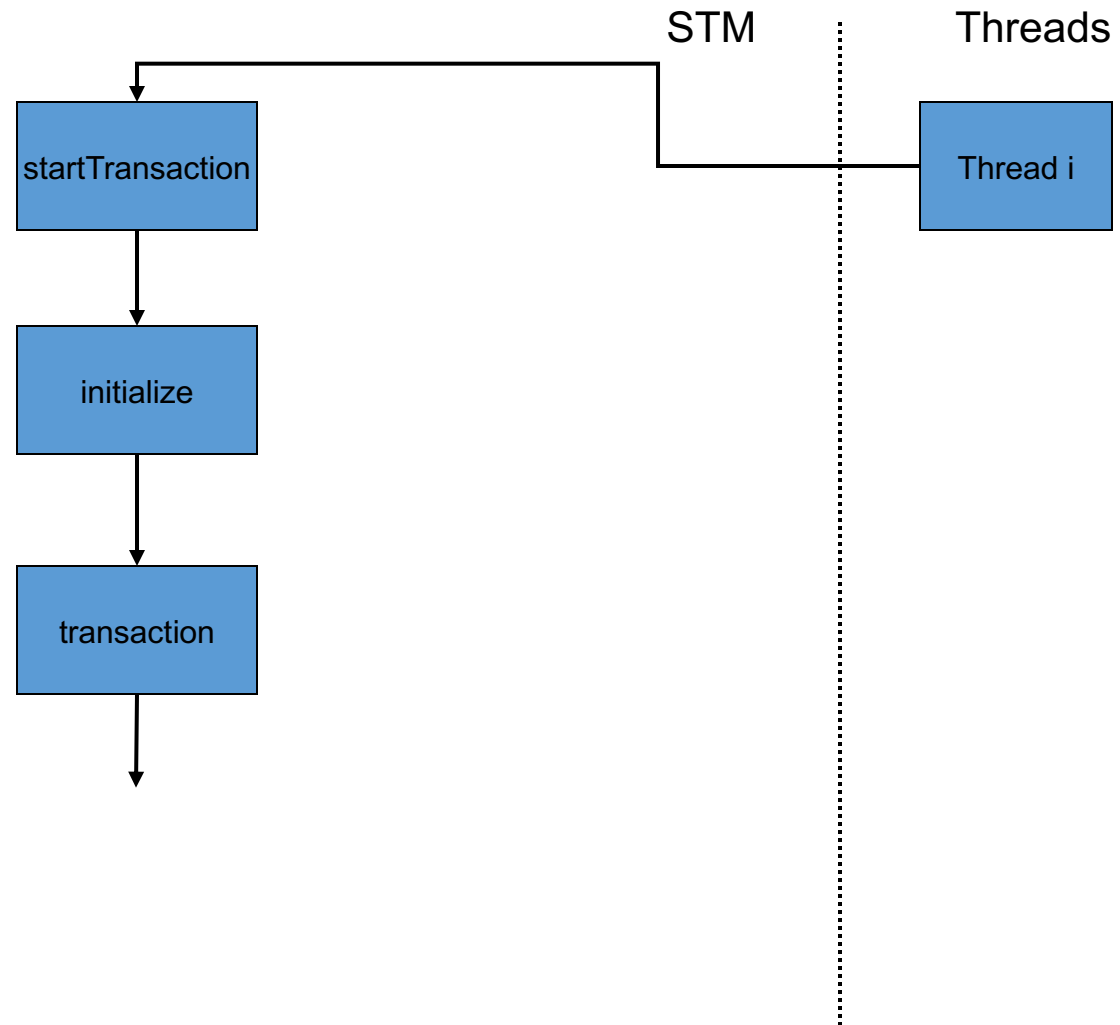 STM
Threads
startTransaction
Thread i
initialize
transaction